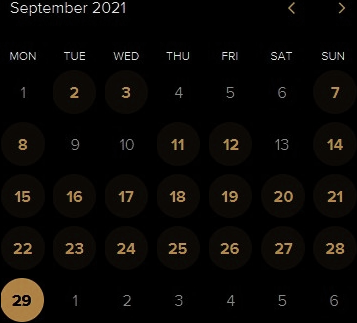 September 2021
MON TUE WED THU FRI SAT SUN
1 2 3 4 5 6 7
8 9 10 11 12 13 14
15 16 17 18 19 20 21
22 23 24 25 26 27 28
29 1 2 3 4 5 6